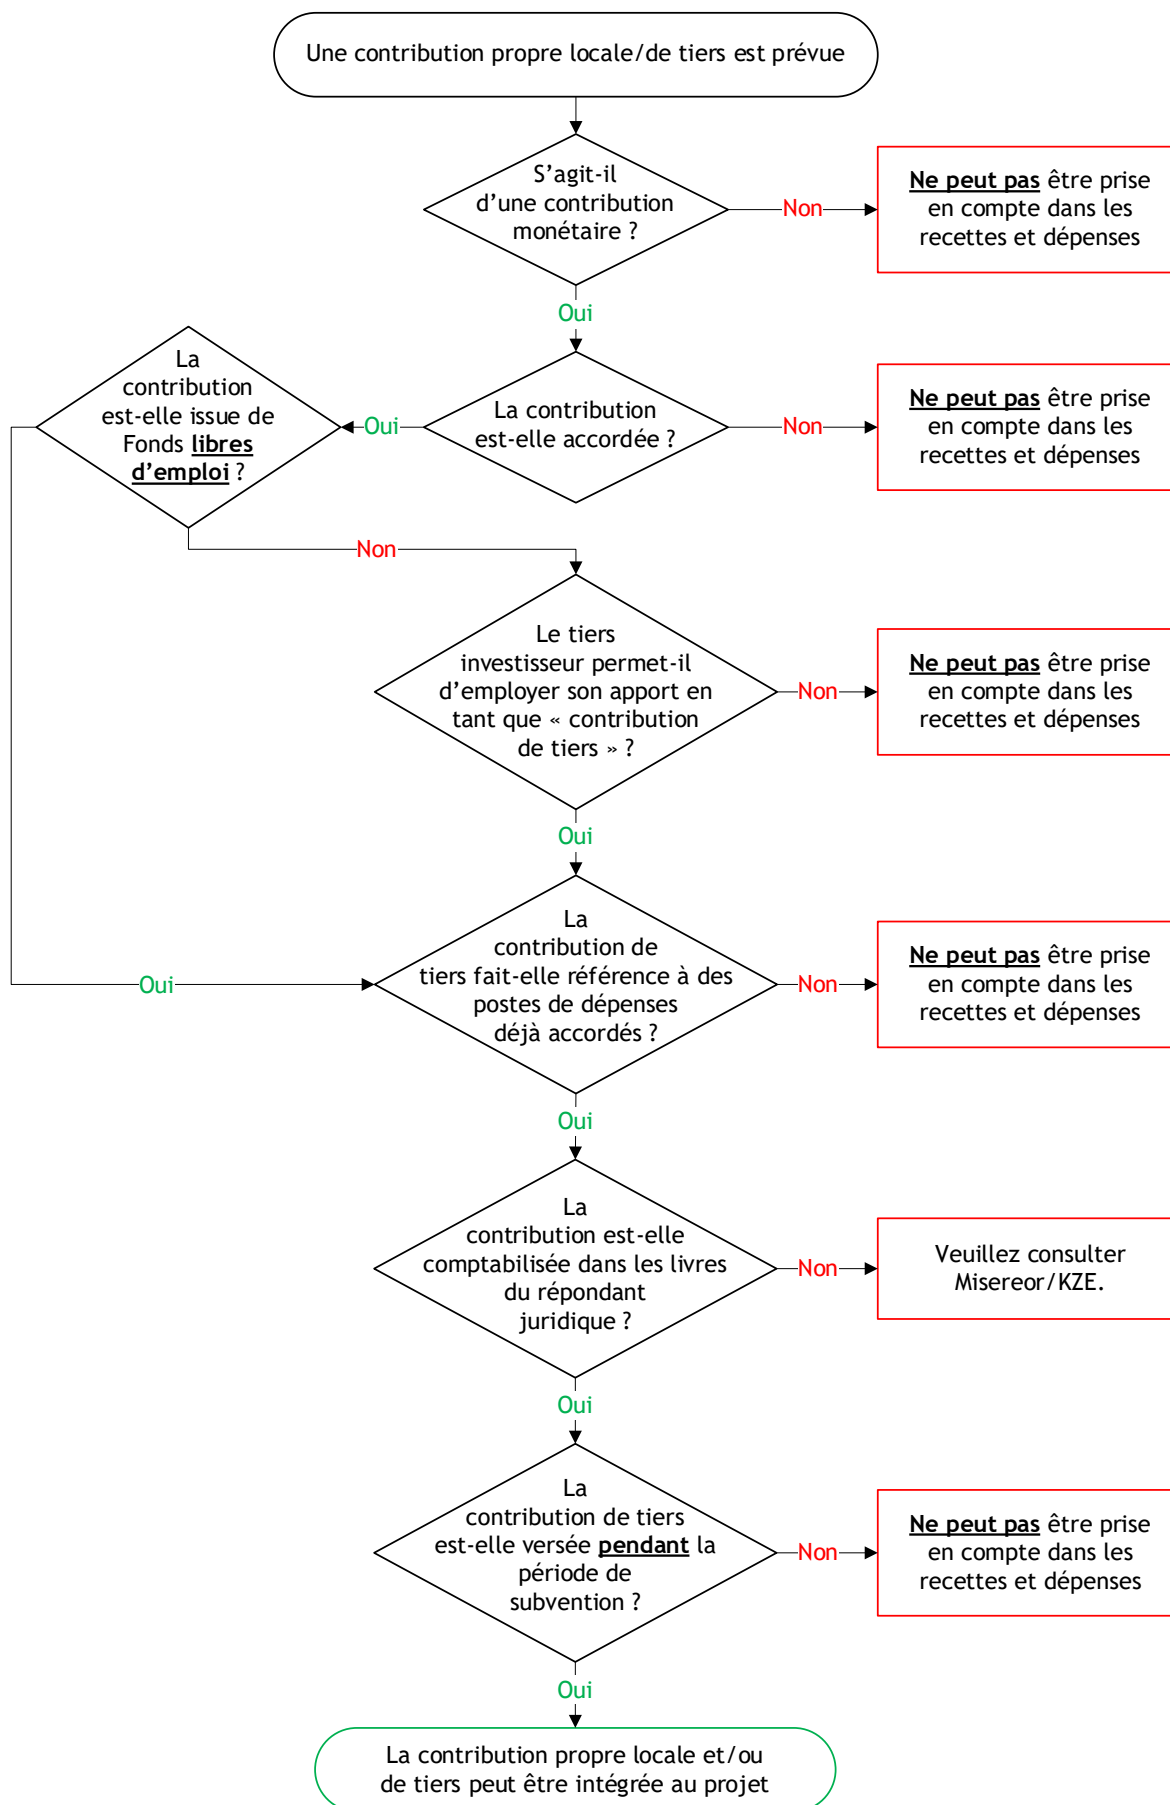 Une contribution propre locale/de tiers est prévue
S’agit-il
d’une contribution
monétaire ?
Non
Ne peut pas être prise
en compte dans les
recettes et dépenses
Oui
La
contribution
est-elle issue de
Fonds libres
d’emploi ?
Oui
La contribution
est-elle accordée ?
Non
Ne peut pas être prise
en compte dans les
recettes et dépenses
Non
Le tiers
investisseur permet-il
d’employer son apport en
tant que « contribution
de tiers » ?
Non
Ne peut pas être prise
en compte dans les
recettes et dépenses
Oui
Oui
La
contribution de
tiers fait-elle référence à des
postes de dépenses
déjà accordés ?
Non
Ne peut pas être prise
en compte dans les
recettes et dépenses
Oui
La
contribution est-elle
comptabilisée dans les livres
du répondant
juridique ?
Non
Veuillez consulter
Misereor/KZE.
Oui
La
contribution de tiers
est-elle versée pendant la
période de
subvention ?
Non
Ne peut pas être prise
en compte dans les
recettes et dépenses
Oui
La contribution propre locale et/ou
de tiers peut être intégrée au projet